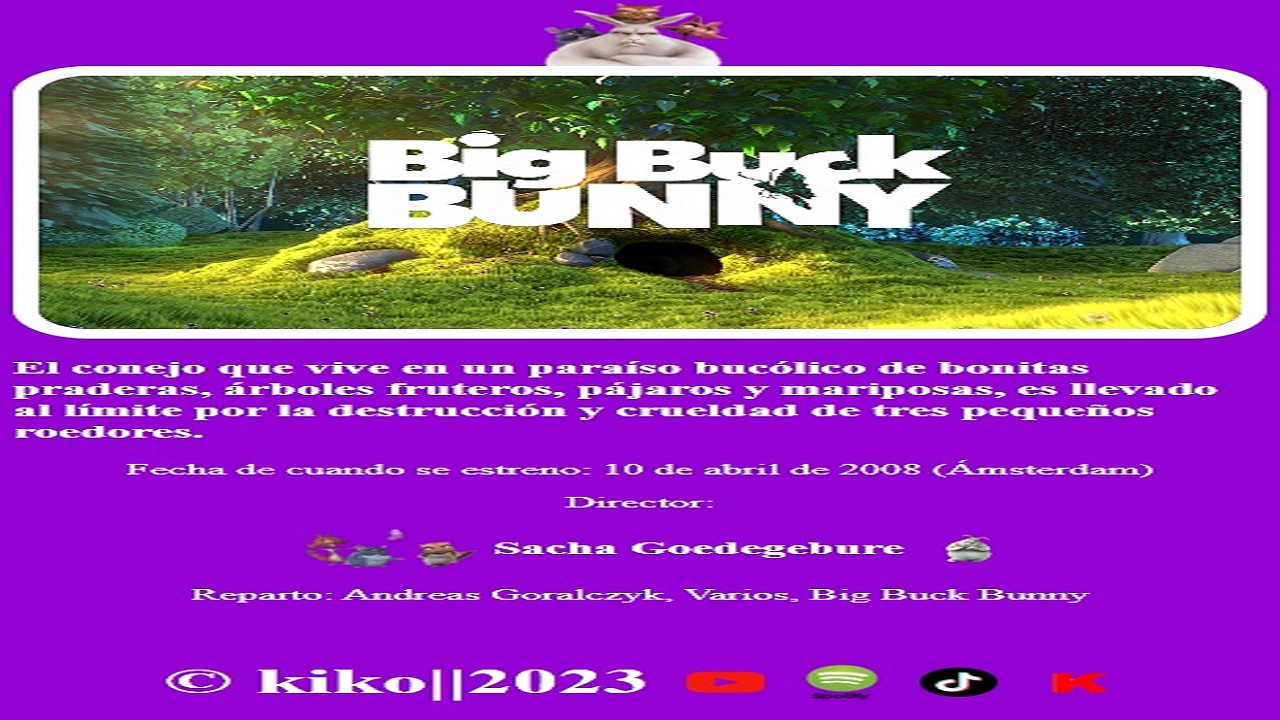 Big Buck
BUNNY
El conejo que vive en un paraíso bucólico de bonitas
praderas, árboles fruteros, pájaros y mariposas, es llevado
al límite por la destrucción y crueldad de tres pequeños
roedores.
Fecha de cuando se estreno: 10 de abril de 2008 (Ámsterdam)
Director:
Sacha Goedegebure
Reparto: Andreas Goralczyk, Varios, Big Buck Bunny
© kiko||2023
Spotify
K